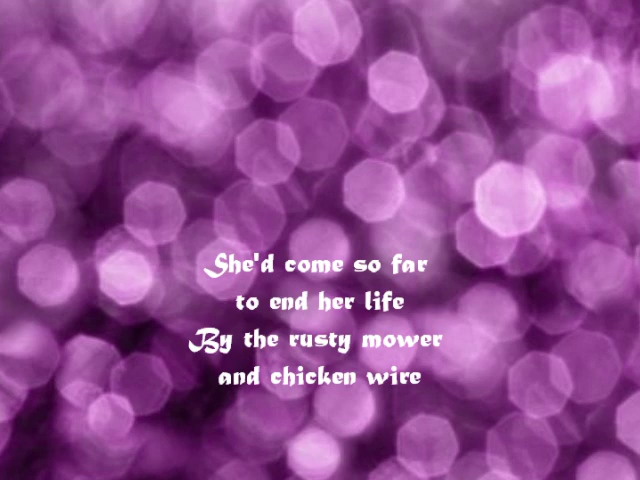 She'd come so far
to end her life
By the rusty mower
and chicken wire